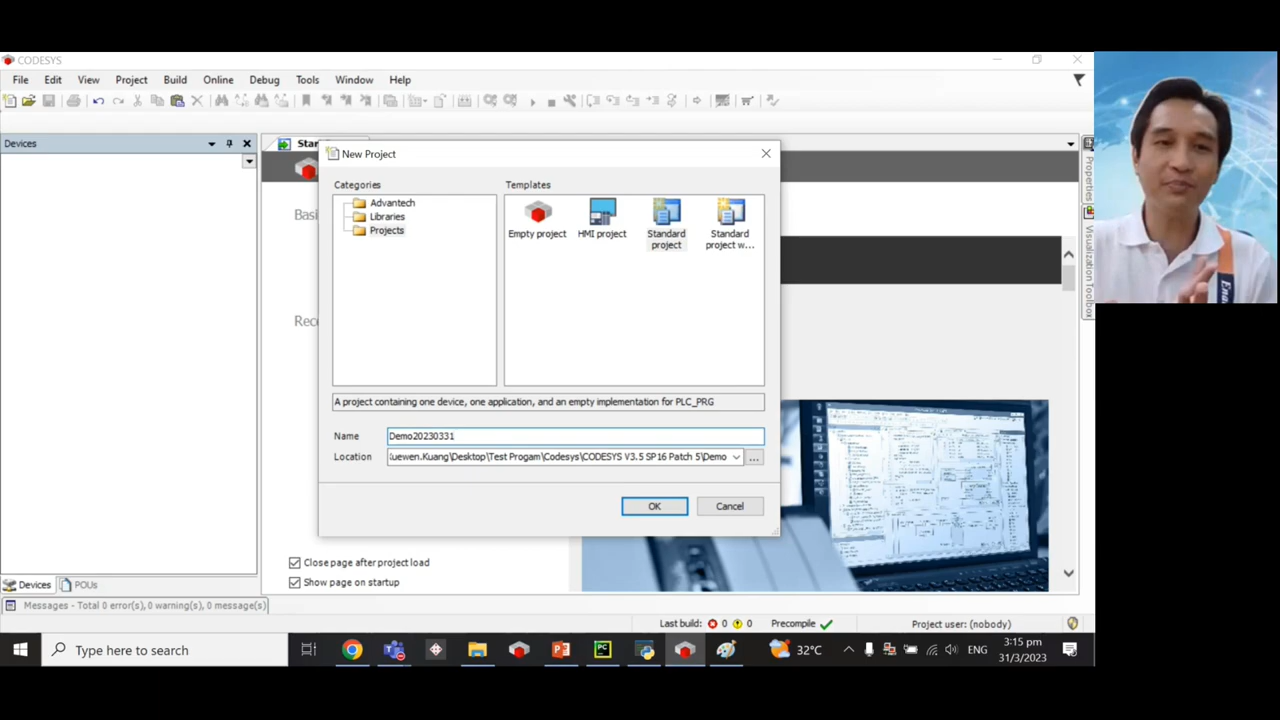 CODESYS
File Edit View Project Build Online Debug Tools Window Help
Devices
Star
Basi
Rece
New Project
Categories
Advantech
Libraries
Projects
Templates
Empty project
HMI project
Standard project
Standard project w...
A project containing one device, one application, and an empty implementation for PLC_PRG
Name Demo20230331
Location uewen.Kuang\Desktop\Test Progam\Codesys\CODESYS V3.5 SP16 Patch 5\Demo
...
OK Cancel
Properties
Visualization Toolbox
Close page after project load
Show page on startup
Devices POUs
Messages - Total 0 error(s), 0 warning(s), 0 message(s)
Last build: 0 0 Precompile Project user: (nobody)
Type here to search
32°C
ENG
3:15 pm
31/3/2023